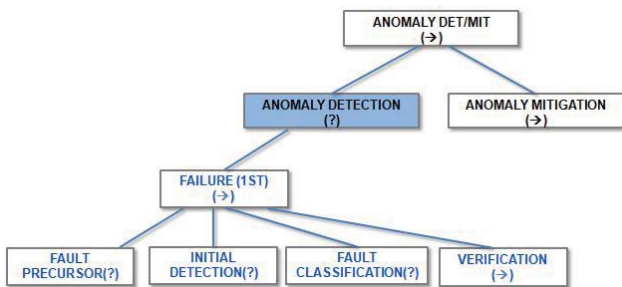 ANOMALY DET/MIT
(→)
ANOMALY DETECTION
(?)
ANOMALY MITIGATION
(→)
FAILURE (1ST)
(→)
FAULT
PRECURSOR(?)
INITIAL
DETECTION(?)
FAULT
CLASSIFICATION(?)
VERIFICATION
(→)